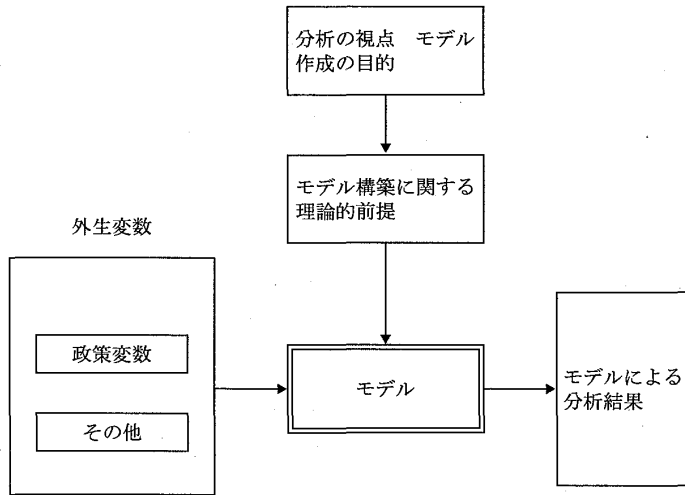 分析の視点　モデル
作成の目的
モデル構築に関する
理論的前提
外生変数
政策変数
その他
モデル
モデルによる
分析結果